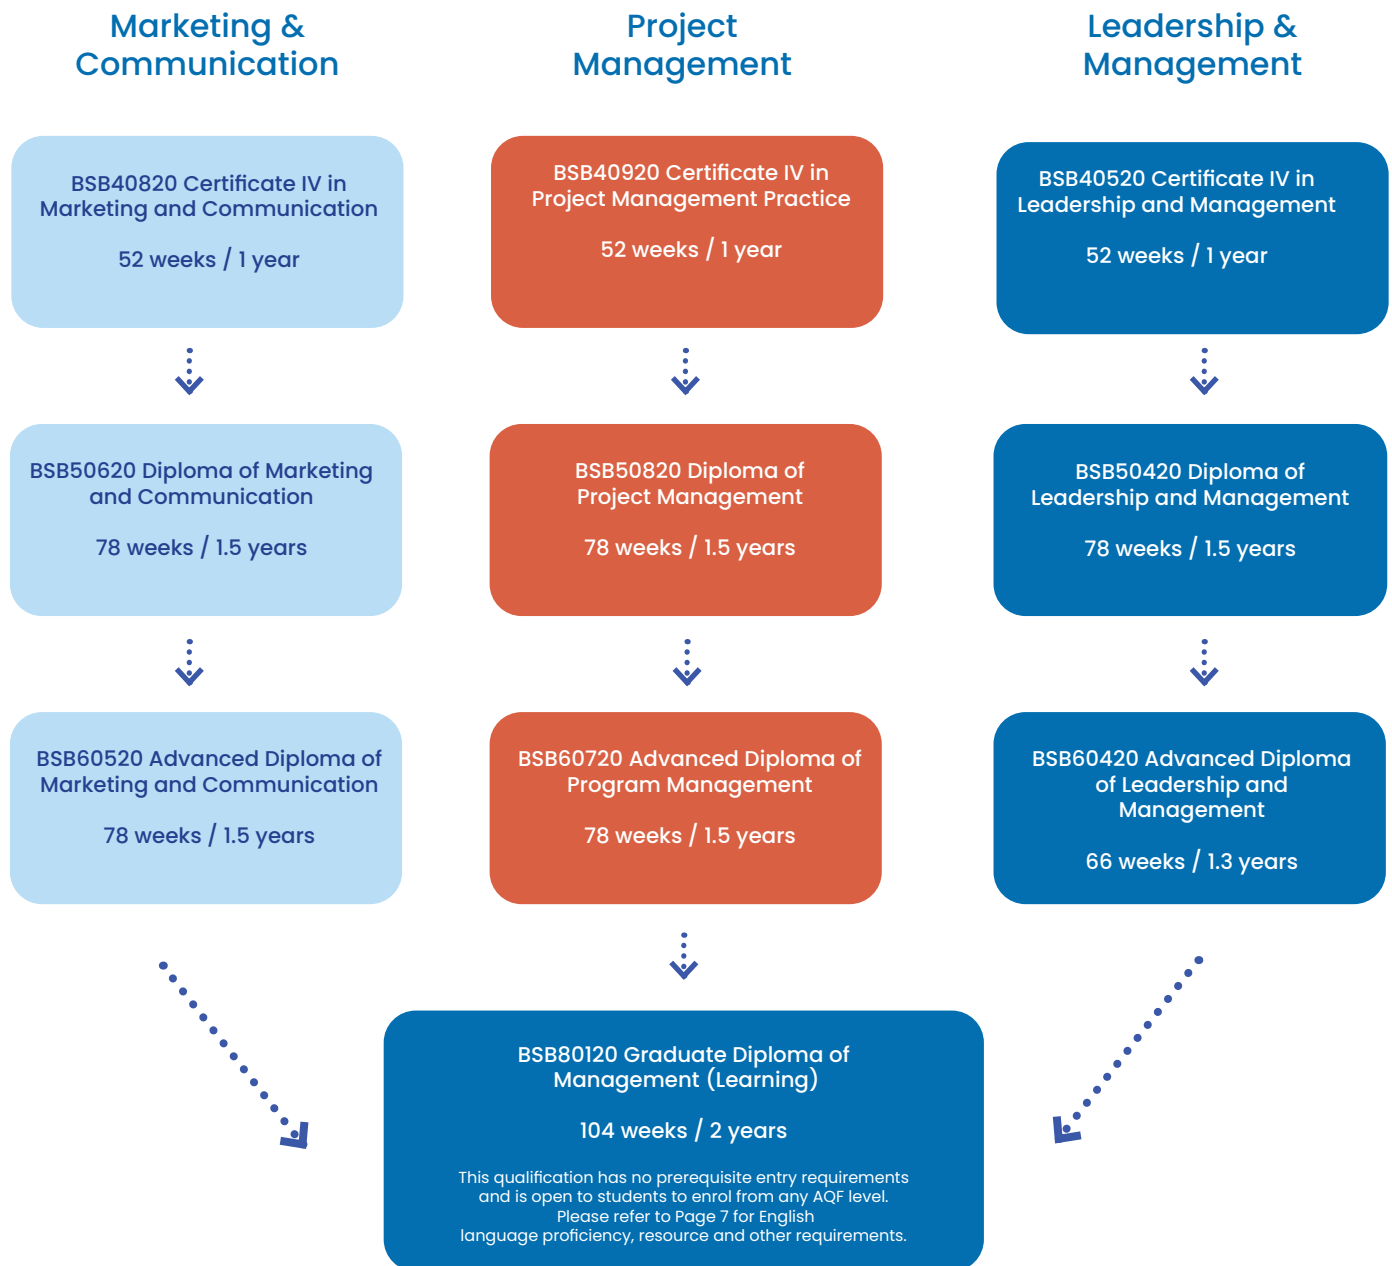 Marketing &
Communication
Project
Management
Leadership &
Management
BSB40820 Certificate IV in
Marketing and Communication
52 weeks / 1 year
BSB40920 Certificate IV in
Project Management Practice
52 weeks / 1 year
BSB40520 Certificate IV in
Leadership and Management
52 weeks / 1 year
BSB50620 Diploma of Marketing
and Communication
78 weeks / 1.5 years
BSB50820 Diploma of
Project Management
78 weeks / 1.5 years
BSB50420 Diploma of
Leadership and Management
78 weeks / 1.5 years
BSB60520 Advanced Diploma of
Marketing and Communication
78 weeks / 1.5 years
BSB60720 Advanced Diploma of
Program Management
78 weeks / 1.5 years
BSB60420 Advanced Diploma
of Leadership and
Management
66 weeks / 1.3 years
BSB80120 Graduate Diploma of
Management (Learning)
104 weeks / 2 years
This qualification has no prerequisite entry requirements
and is open to students to enrol from any AQF level.
Please refer to Page 7 for English
language proficiency, resource and other requirements.